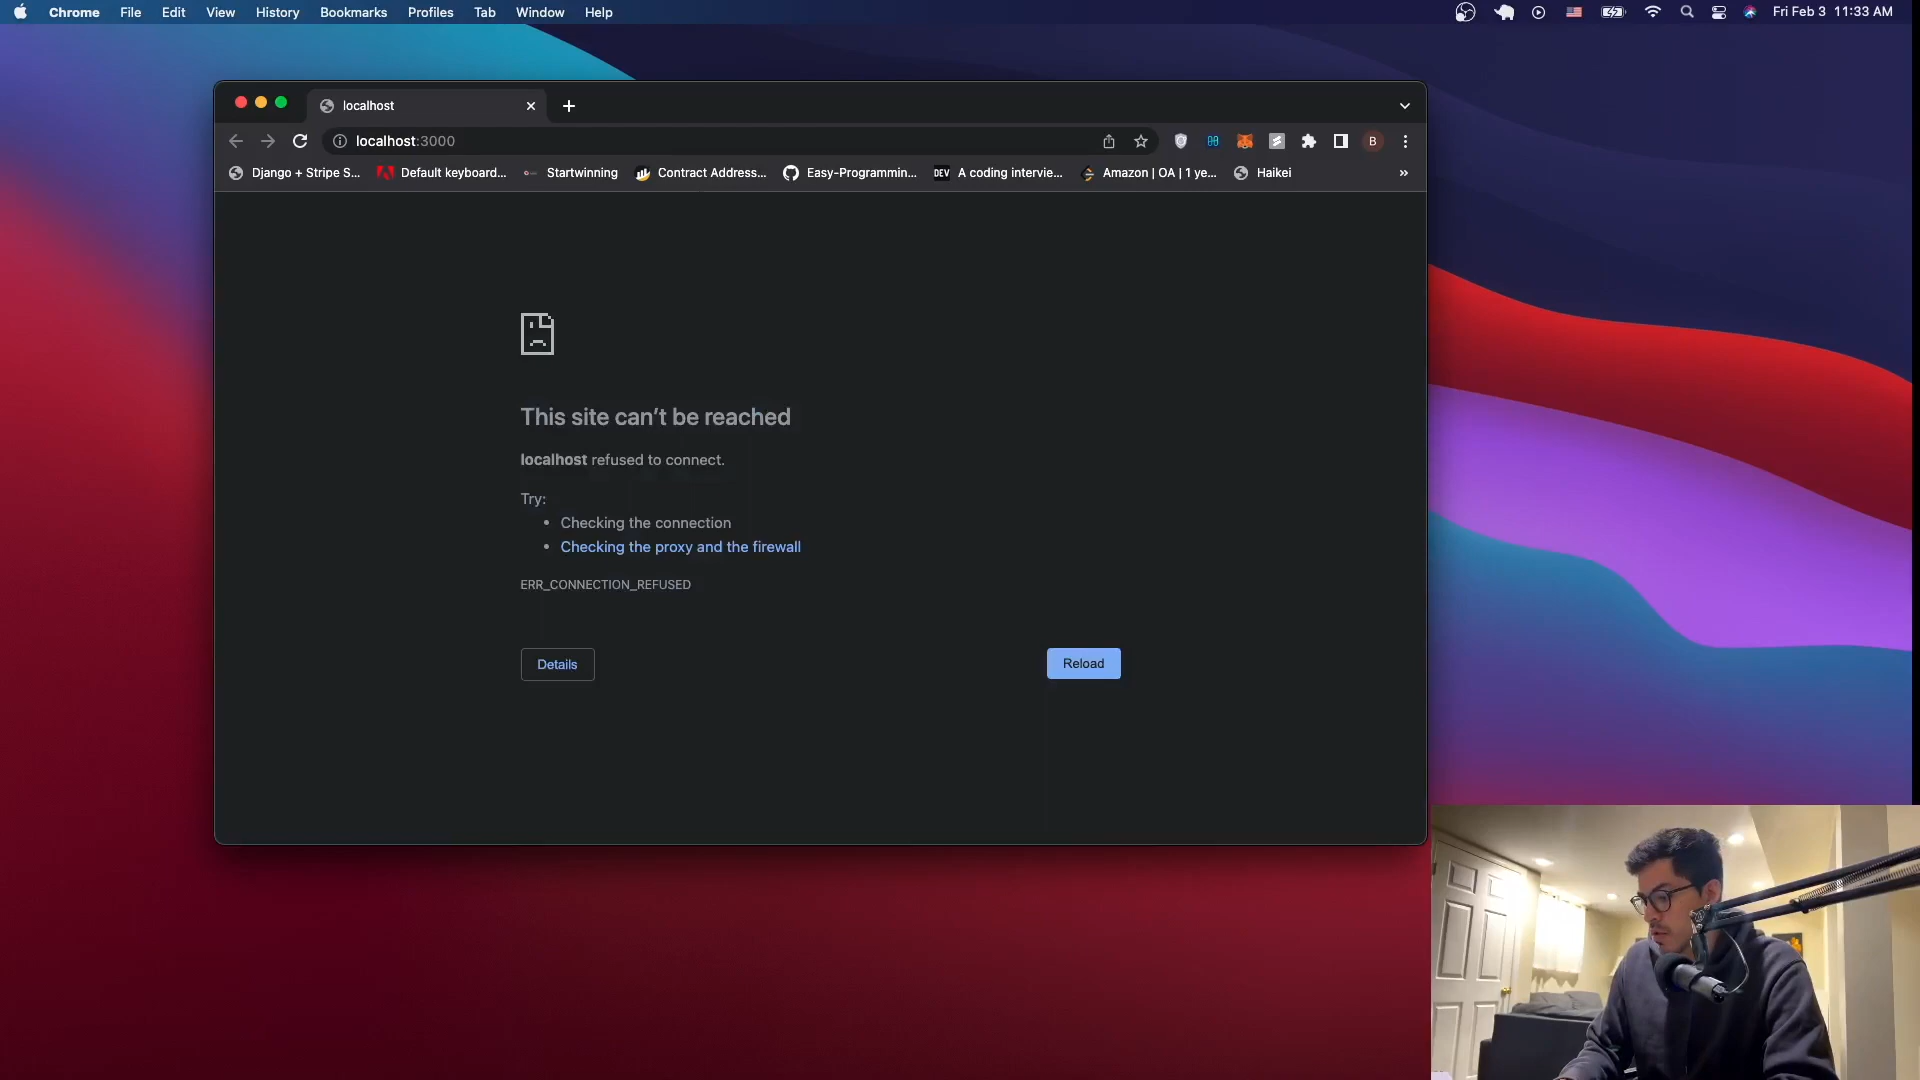 Chrome File Edit View History Bookmarks Profiles Tab Window Help Fri Feb 3 11:33 AM
localhost
localhost:3000 B
Django + Stripe S... Default keyboard... Startwinning Contract Address... Easy-Programmin... DEV A coding intervie... Amazon | OA | 1 ye... Haikei »
This site can't be reached
localhost refused to connect.
Try:
• Checking the connection
• Checking the proxy and the firewall
ERR_CONNECTION_REFUSED
Details Reload